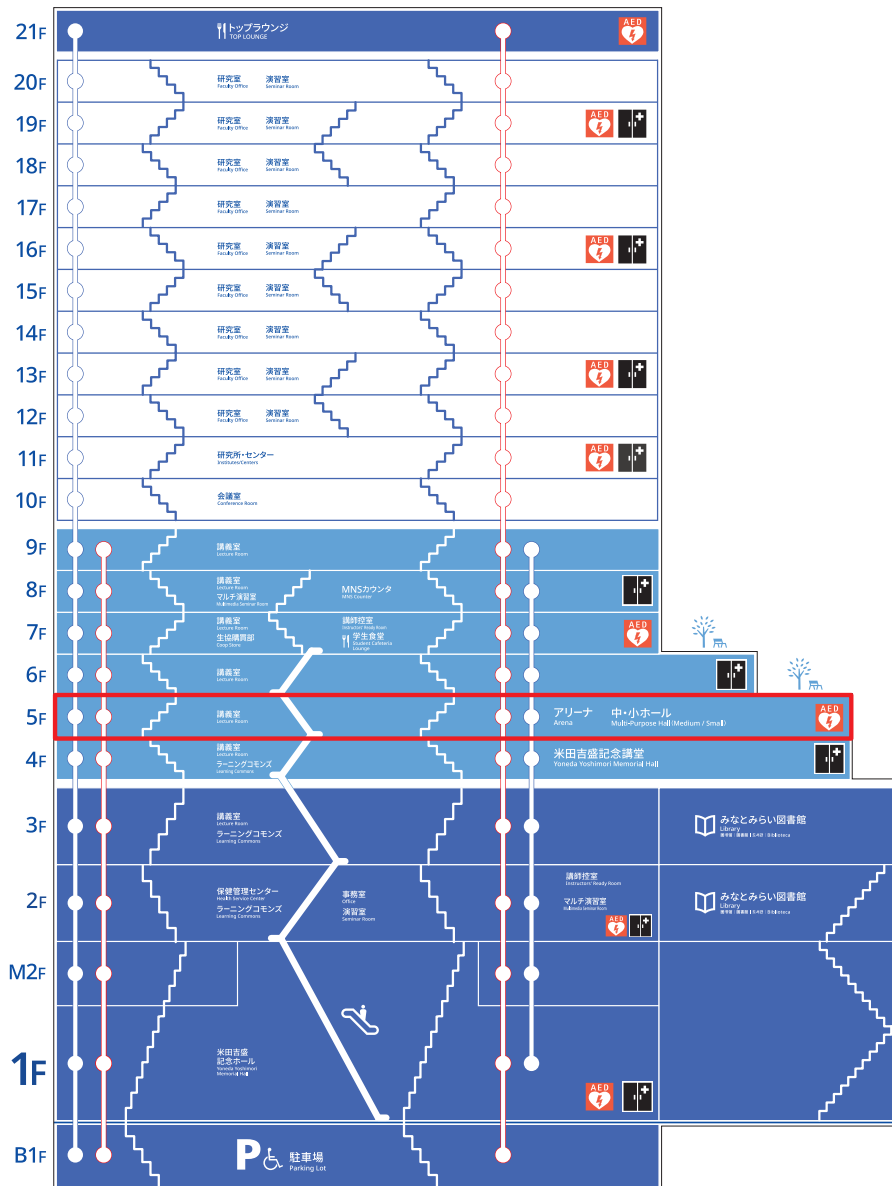 21F
トップラウンジ
TOP LOUNGE
AED
20F
研究室 演習室
Faculty Office Seminar Room
19F
研究室 演習室
Faculty Office Seminar Room
AED
18F
研究室 演習室
Faculty Office Seminar Room
17F
研究室 演習室
Faculty Office Seminar Room
16F
研究室 演習室
Faculty Office Seminar Room
AED
15F
研究室 演習室
Faculty Office Seminar Room
14F
研究室 演習室
Faculty Office Seminar Room
13F
研究室 演習室
Faculty Office Seminar Room
AED
12F
研究室 演習室
Faculty Office Seminar Room
11F
研究所・センター
Institutes/Centers
AED
10F
会議室
Conference Room
9F
講義室
Lecture Room
8F
講義室
Lecture Room
マルチ演習室
Multimedia Seminar Room
MNSカウンタ
MNS Counter
7F
講義室
Lecture Room
生協購買部
Coop Store
講師控室
Instructors' Ready Room
学生食堂
Student Cafeteria
Lounge
AED
6F
講義室
Lecture Room
5F
講義室
Lecture Room
アリーナ 中・小ホール
Arena Multi-Purpose Hall (Medium / Small)
AED
4F
講義室
Lecture Room
ラーニングコモンズ
Learning Commons
米田吉盛記念講堂
Yoneda Yoshimori Memorial Hall
3F
講義室
Lecture Room
ラーニングコモンズ
Learning Commons
みなとみらい図書館
Library
2F
保健管理センター
Health Service Center
ラーニングコモンズ
Learning Commons
事務室
Office
演習室
Seminar Room
講師控室
Instructors' Ready Room
マルチ演習室
Multimedia Seminar Room
AED
みなとみらい図書館
Library
M2F
1F
米田吉盛
記念ホール
Yoneda Yoshimori
Memorial Hall
AED
B1F
P
駐車場
Parking Lot